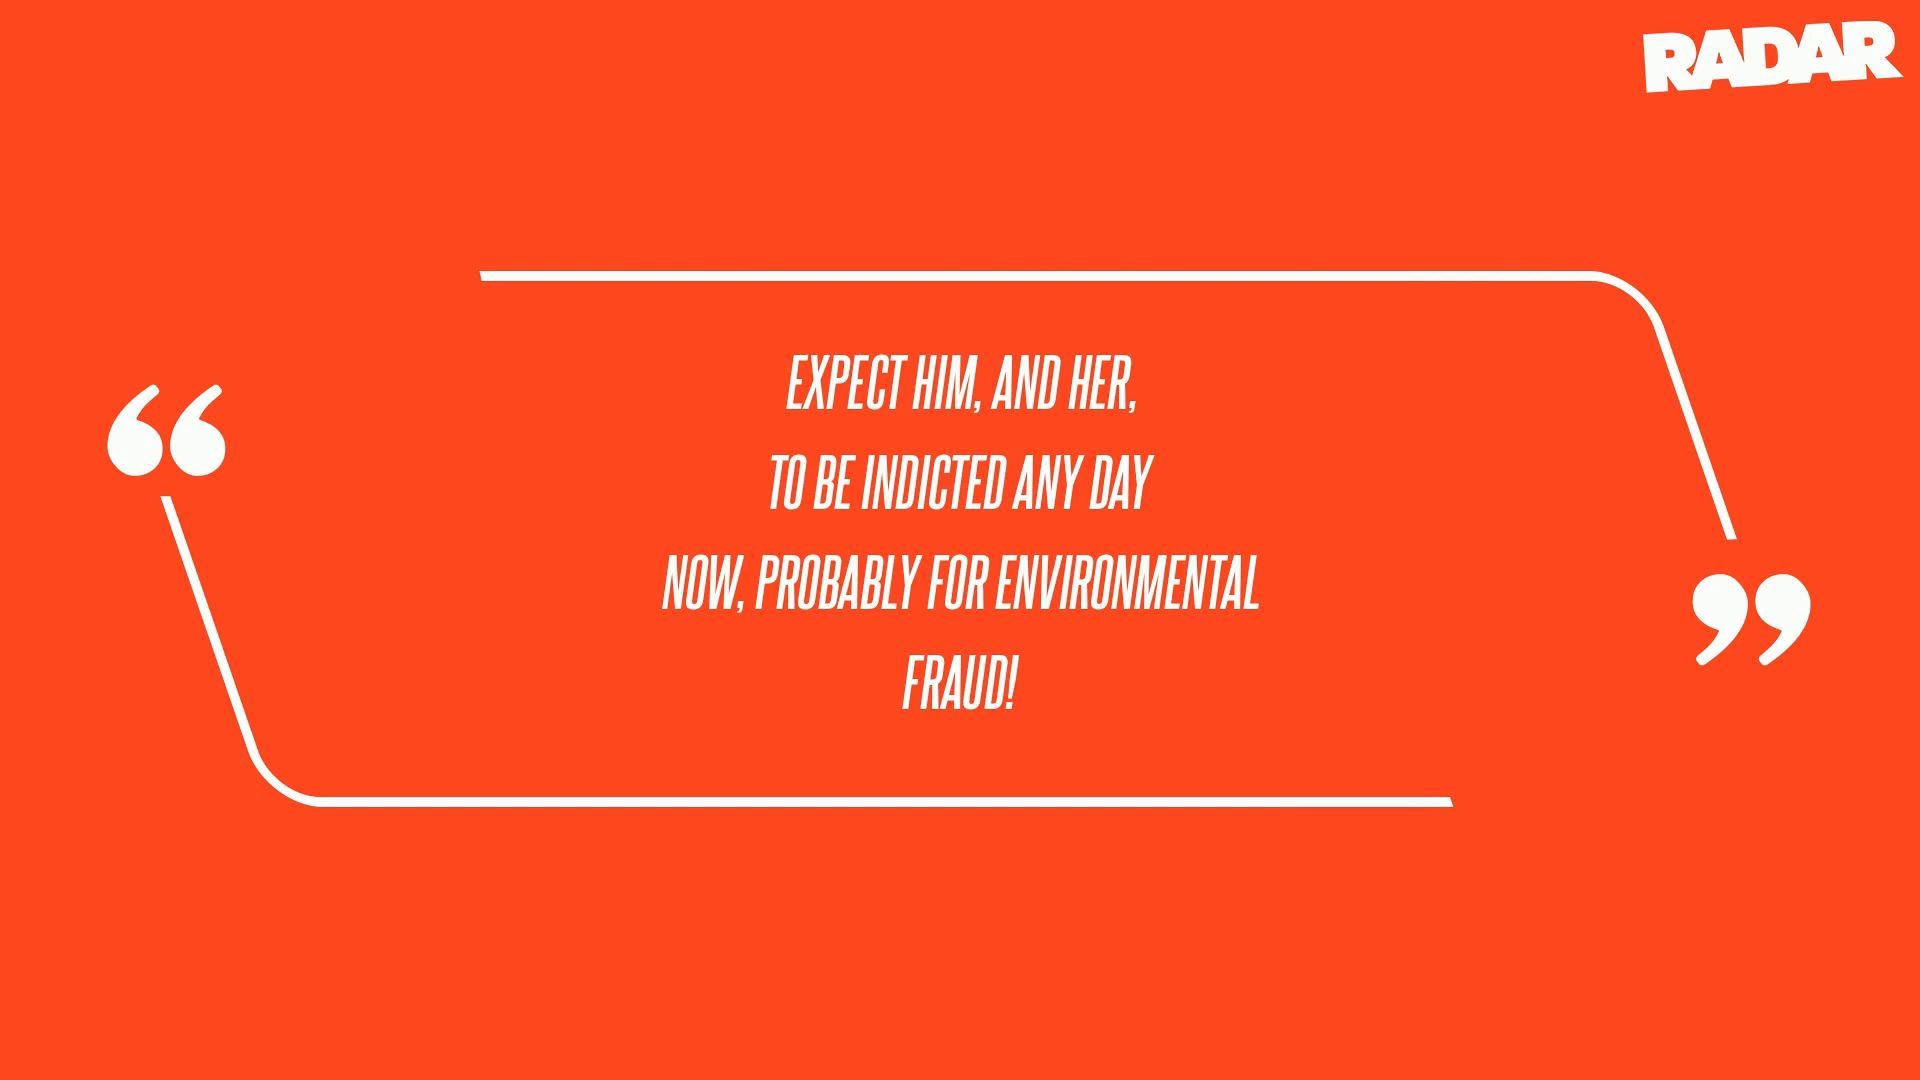 RADAR
“
EXPECT HIM, AND HER,
TO BE INDICTED ANY DAY
NOW, PROBABLY FOR ENVIRONMENTAL
FRAUD!
”